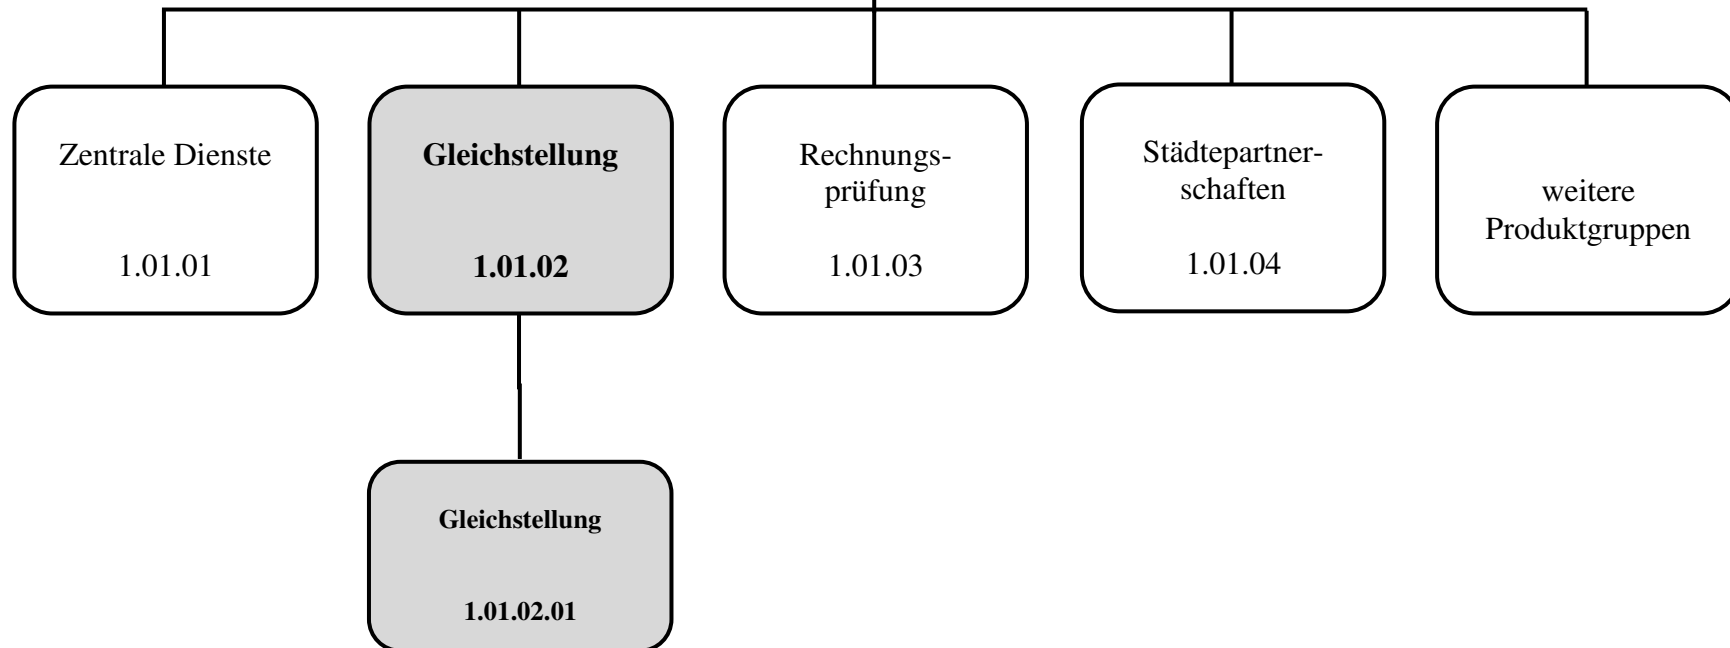 Zentrale Dienste
1.01.01
Gleichstellung
1.01.02
Rechnungs-
prüfung
1.01.03
Städtepartner-
schaften
1.01.04
weitere
Produktgruppen
Gleichstellung
1.01.02.01